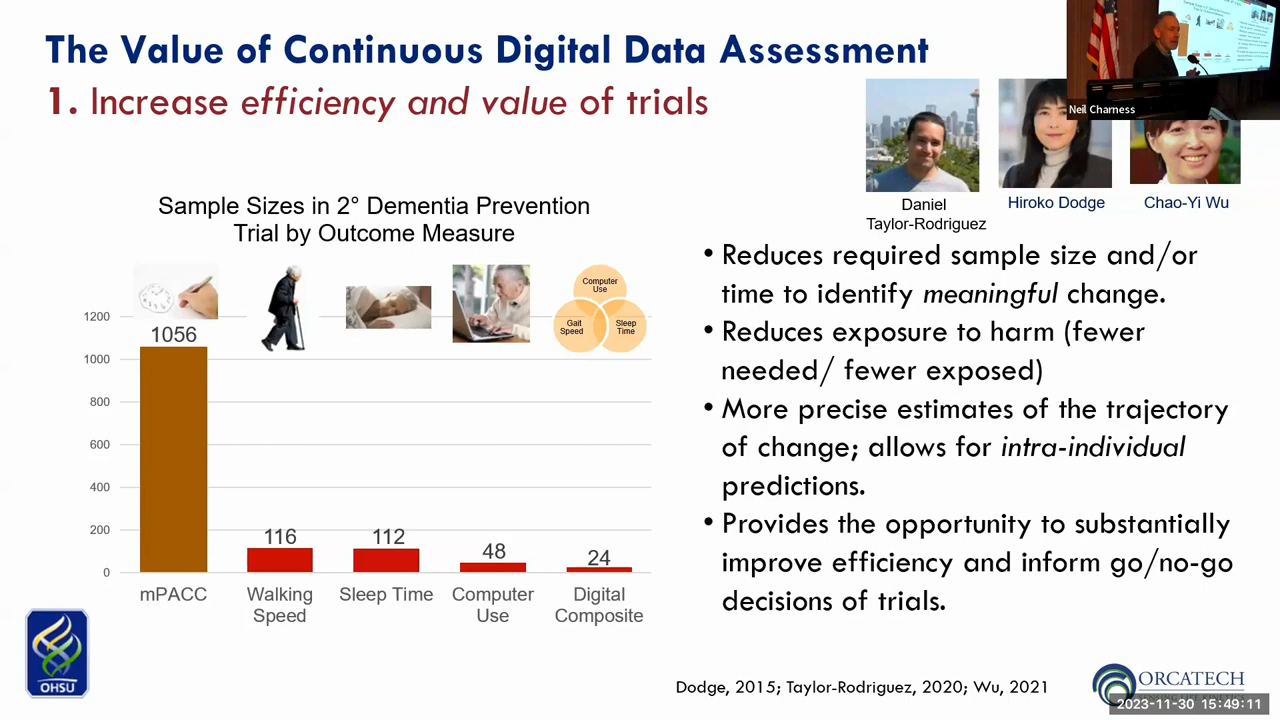 The Value of Continuous Digital Data Assessment
1. Increase efficiency and value of trials
Neil Charness
Daniel
Taylor-Rodriguez
Hiroko Dodge
Chao-Yi Wu
Sample Sizes in 2° Dementia Prevention
Trial by Outcome Measure
Computer
Use
Gait
Speed
Sleep
Time
1200
1000
800
600
400
200
0
1056
116
112
48
24
mPACC
Walking
Speed
Sleep Time
Computer
Use
Digital
Composite
• Reduces required sample size and/or
time to identify meaningful change.
• Reduces exposure to harm (fewer
needed/ fewer exposed)
• More precise estimates of the trajectory
of change; allows for intra-individual
predictions.
• Provides the opportunity to substantially
improve efficiency and inform go/no-go
decisions of trials.
OHSU
Dodge, 2015; Taylor-Rodriguez, 2020; Wu, 2021
ORCATECH
2023-11-30 15:49:11